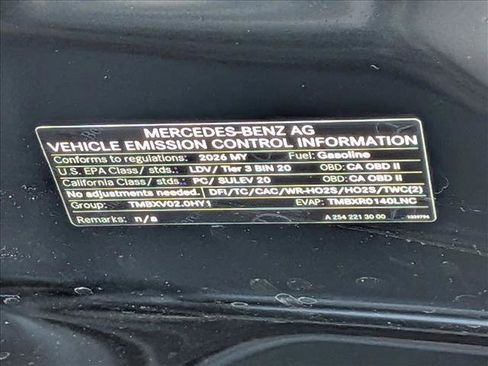 MERCEDES-BENZ AG
VEHICLE EMISSION CONTROL INFORMATION
Conforms to regulations: 2026 MY Fuel: Gasoline
U.S. EPA Class / stds.: LDV/ Tier 3 BIN 20 OBD: CA OBD II
California Class / stds.: PC/ SULEV 20 OBD: CA OBD II
No adjustments needed. DFI/TC/CAC/WR-HO2S/HO2S/TWC(2)
Group: TMBXV02.0HY1 EVAP: TMBXR0140LNC
Remarks: n/a A 254 221 30 00